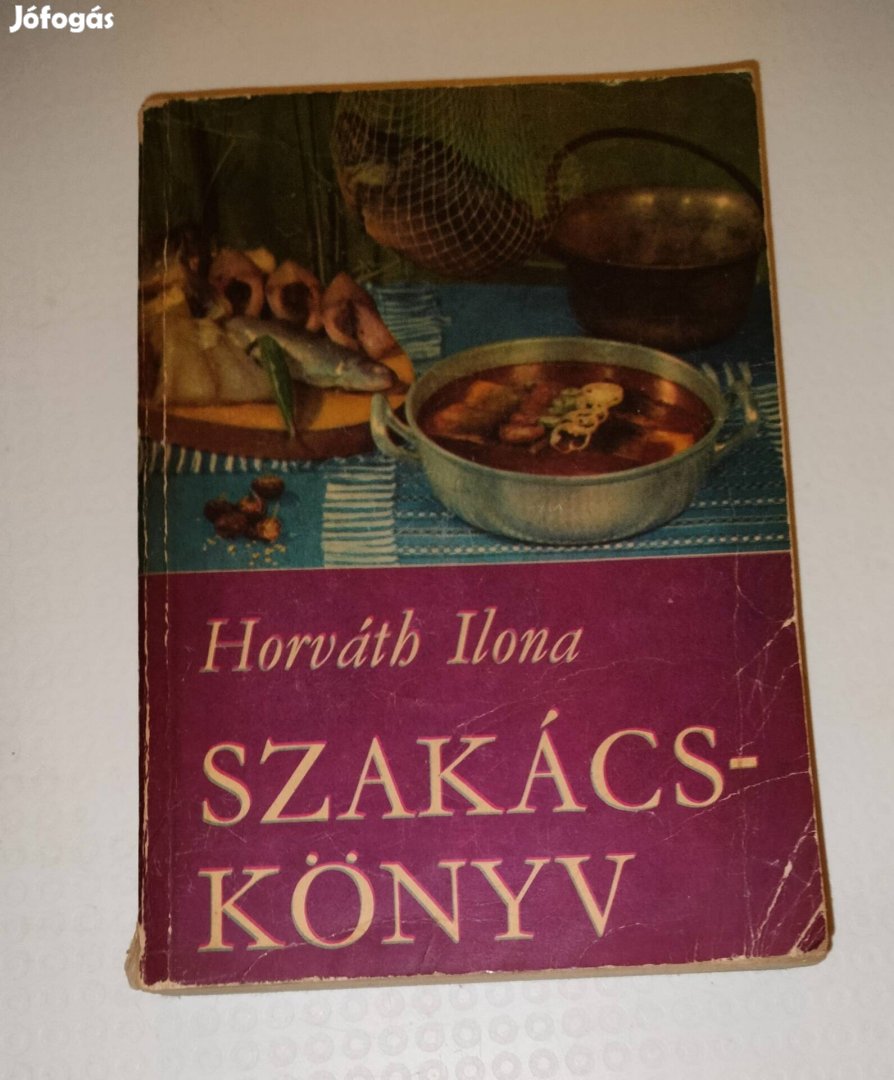 Jófogás
Horváth Ilona
SZAKÁCS-
KÖNYV